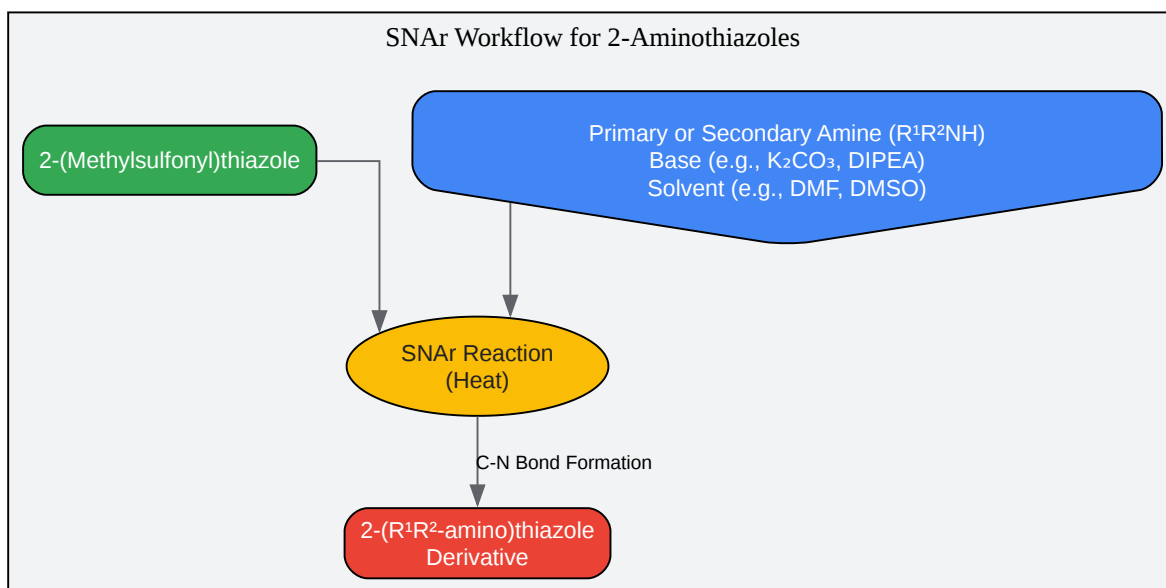 SNAr Workflow for 2-Aminothiazoles
2-(Methylsulfonyl)thiazole
Primary or Secondary Amine (R¹R²NH)
Base (e.g., K₂CO₃, DIPEA)
Solvent (e.g., DMF, DMSO)
SNAr Reaction
(Heat)
C-N Bond Formation
2-(R¹R²-amino)thiazole
Derivative